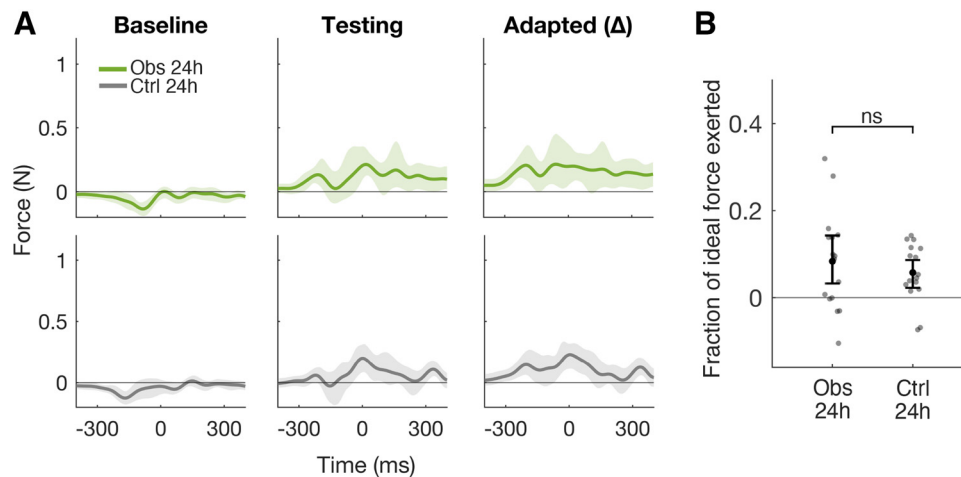 A
Baseline
Testing
Adapted (Δ)
B
Obs 24h
Ctrl 24h
Force (N)
1
0.5
0
1
0.5
0
-300
0
300
-300
0
300
-300
0
300
Time (ms)
Fraction of ideal force exerted
0.4
0.2
0
ns
Obs
24h
Ctrl
24h